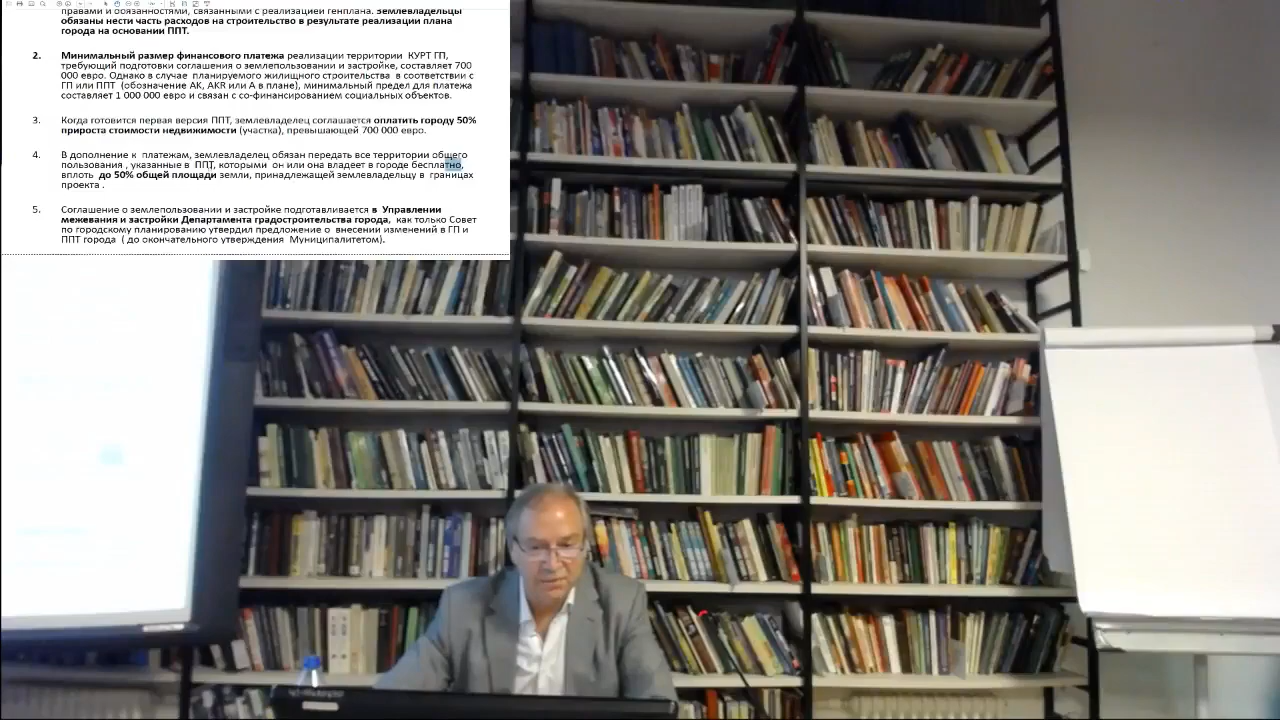 правами и обязанностями, связанными с реализацией генплана. Землевладельцы
обязаны нести часть расходов на строительство в результате реализации плана
города на основании ППТ.
2. Минимальный размер финансового платежа реализации территории КУРТ ГП,
требующий подготовки соглашения о землепользовании и застройке, составляет 700
000 евро. Однако в случае планируемого жилищного строительства в соответствии с
ГП или ППТ (обозначение АК, AKR или А в плане), минимальный предел для платежа
составляет 1 000 000 евро и связан с со-финансированием социальных объектов.
3. Когда готовится первая версия ППТ, землевладелец соглашается оплатить городу 50%
прироста стоимости недвижимости (участка), превышающей 700 000 евро.
4. В дополнение к платежам, землевладелец обязан передать все территории общего
пользования , указанные в ППТ, которыми он или она владеет в городе бесплатно,
вплоть до 50% общей площади земли, принадлежащей землевладельцу в границах
проекта .
5. Соглашение о землепользовании и застройке подготавливается в Управлении
межевания и застройки Департамента градостроительства города, как только Совет
по городскому планированию утвердил предложение о внесении изменений в ГП и
ППТ города ( до окончательного утверждения Муниципалитетом).